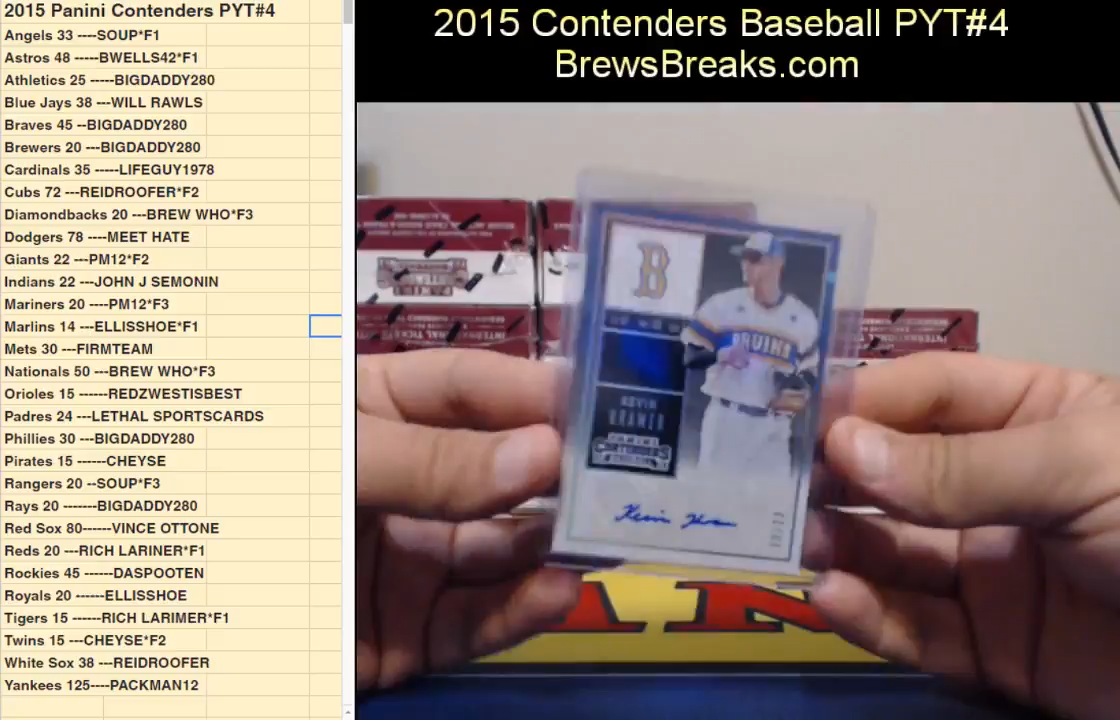 2015 Panini Contenders PYT#4
Angels 33 ----SOUP*F1
Astros 48 -----BWELLS42*F1
Athletics 25 -----BIGDADDY280
Blue Jays 38 ---WILL RAWLS
Braves 45 --BIGDADDY280
Brewers 20 ---BIGDADDY280
Cardinals 35 -----LIFEGUY1978
Cubs 72 ---REIDROOFER*F2
Diamondbacks 20 ---BREW WHO*F3
Dodgers 78 ----MEET HATE
Giants 22 ---PM12*F2
Indians 22 ---JOHN J SEMONIN
Mariners 20 ----PM12*F3
Marlins 14 ---ELLISSHOE*F1
Mets 30 ---FIRMTEAM
Nationals 50 ---BREW WHO*F3
Orioles 15 ------REDZWESTISBEST
Padres 24 ---LETHAL SPORTSCARDS
Phillies 30 ---BIGDADDY280
Pirates 15 ------CHEYSE
Rangers 20 --SOUP*F3
Rays 20 -------BIGDADDY280
Red Sox 80------VINCE OTTONE
Reds 20 ---RICH LARINER*F1
Rockies 45 ------DASPOOTEN
Royals 20 ------ELLISSHOE
Tigers 15 ------RICH LARIMER*F1
Twins 15 ---CHEYSE*F2
White Sox 38 ---REIDROOFER
Yankees 125----PACKMAN12
2015 Contenders Baseball PYT#4
BrewsBreaks.com
B
BRUINS
KEVIN
KRAMER
PANINI
CONTENDERS